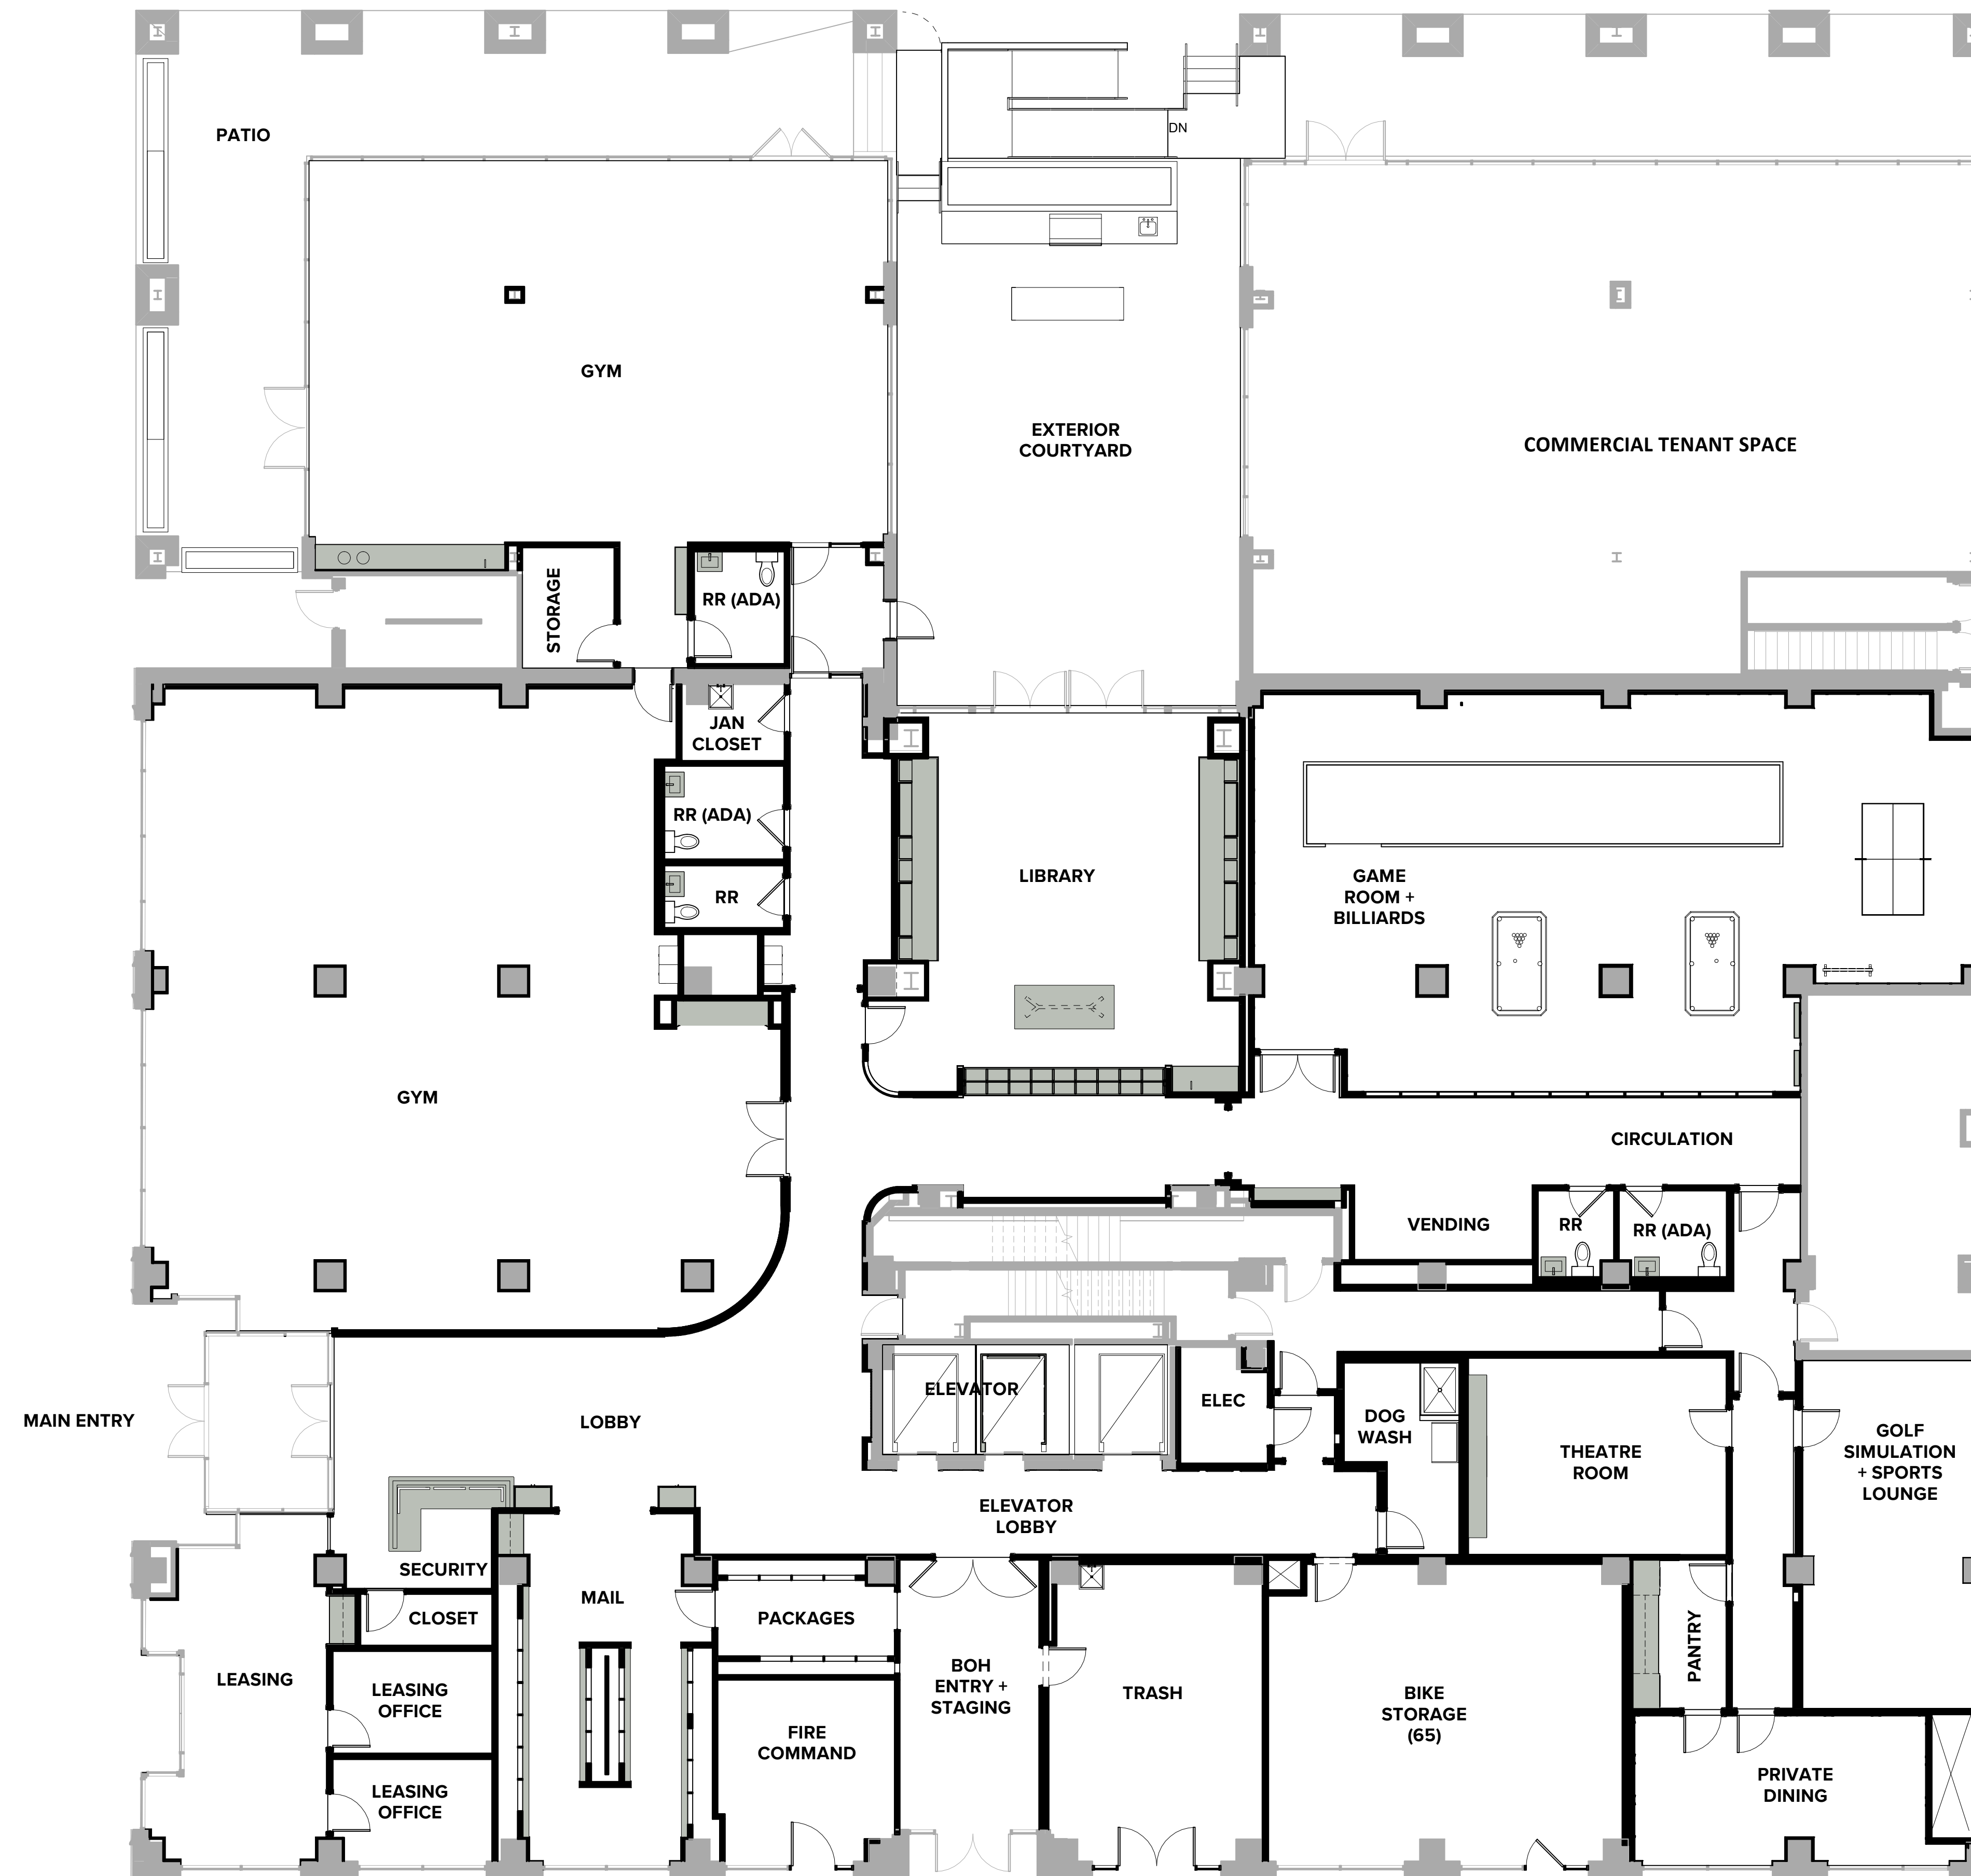 PATIO
DN
GYM
EXTERIOR
COURTYARD
COMMERCIAL TENANT SPACE
STORAGE
RR (ADA)
JAN
CLOSET
RR (ADA)
RR
LIBRARY
GAME
ROOM +
BILLIARDS
GYM
CIRCULATION
VENDING
RR
RR (ADA)
MAIN ENTRY
LOBBY
ELEVATOR
ELEC
DOG
WASH
THEATRE
ROOM
GOLF
SIMULATION
+ SPORTS
LOUNGE
ELEVATOR
LOBBY
SECURITY
CLOSET
MAIL
PACKAGES
LEASING
LEASING
OFFICE
BOH
ENTRY +
STAGING
TRASH
BIKE
STORAGE
(65)
PANTRY
FIRE
COMMAND
LEASING
OFFICE
PRIVATE
DINING